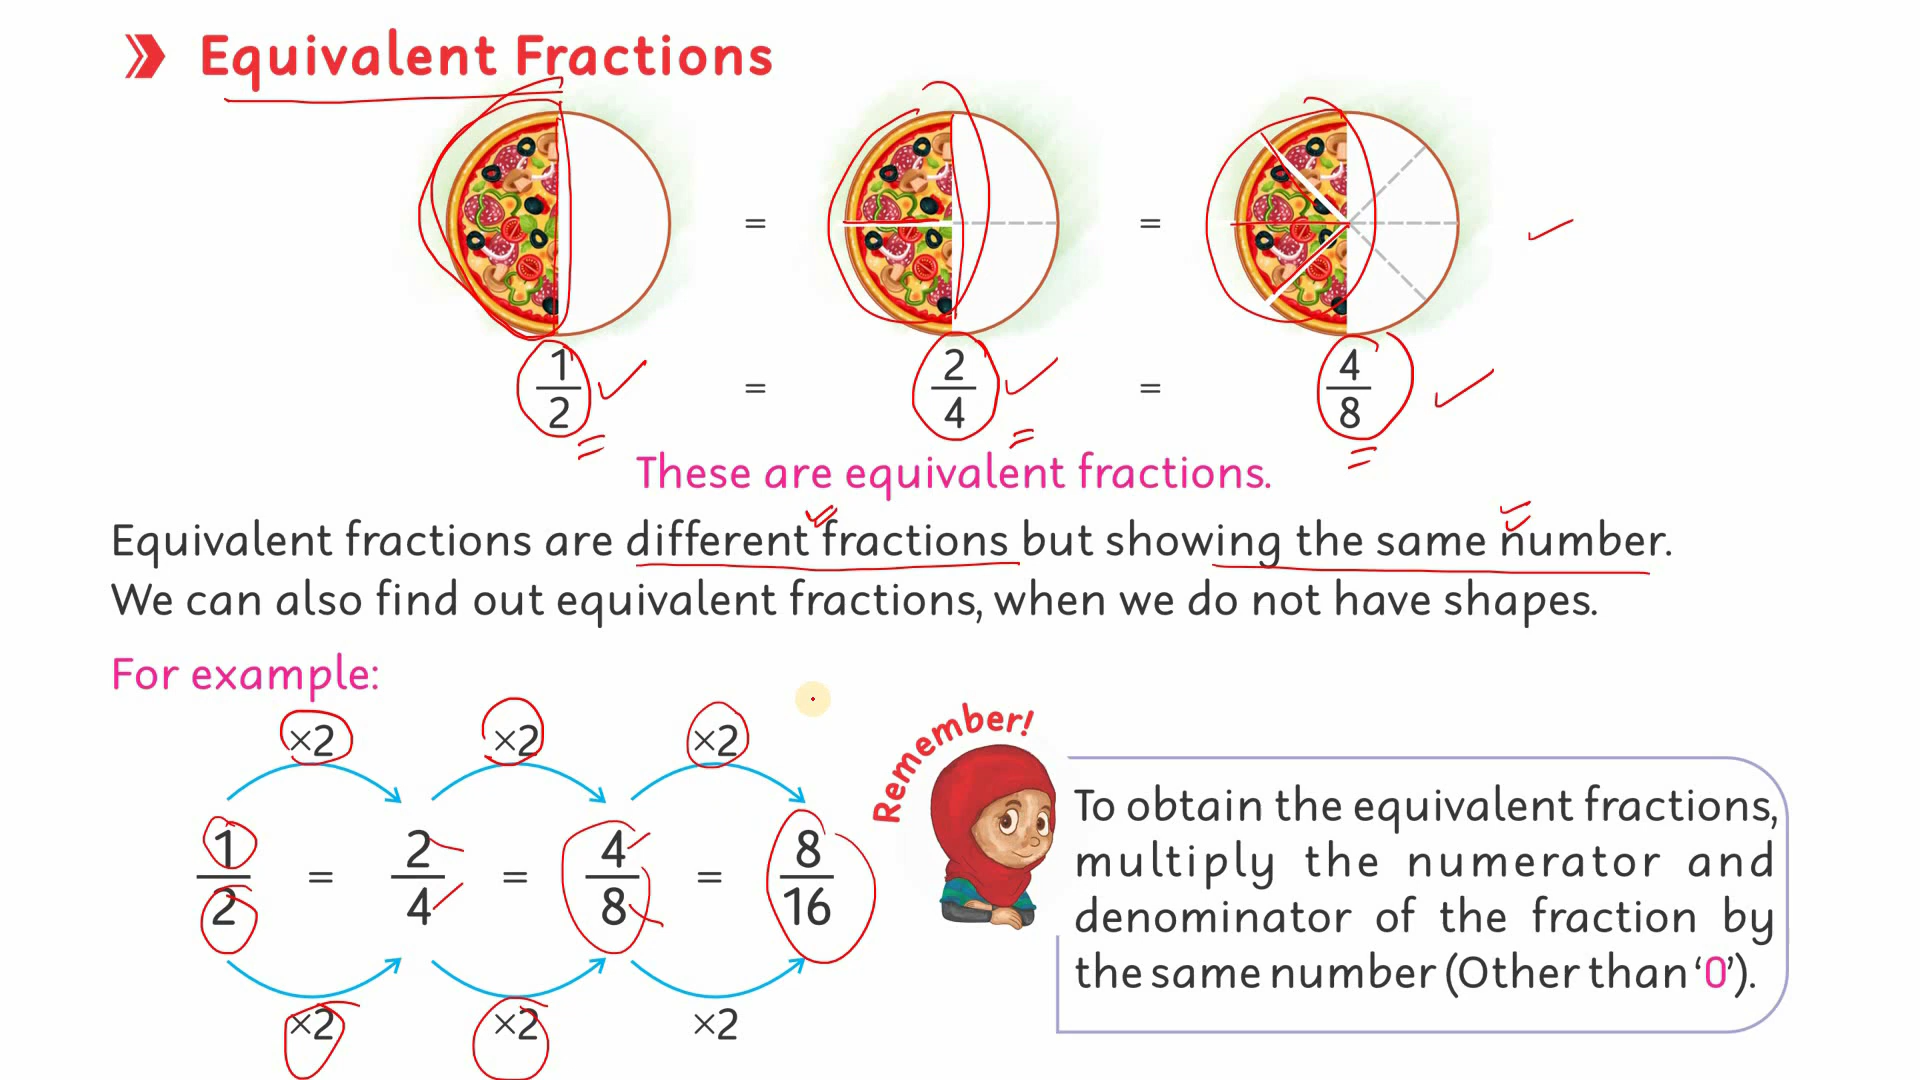 Equivalent Fractions
= =
1/2 = 2/4 = 4/8
These are equivalent fractions.
Equivalent fractions are different fractions but showing the same number.
We can also find out equivalent fractions, when we do not have shapes.
For example:
×2 ×2 ×2
1/2 = 2/4 = 4/8 = 8/16
×2 ×2 ×2
Remember!
To obtain the equivalent fractions,
multiply the numerator and
denominator of the fraction by
the same number (Other than ‘0’).